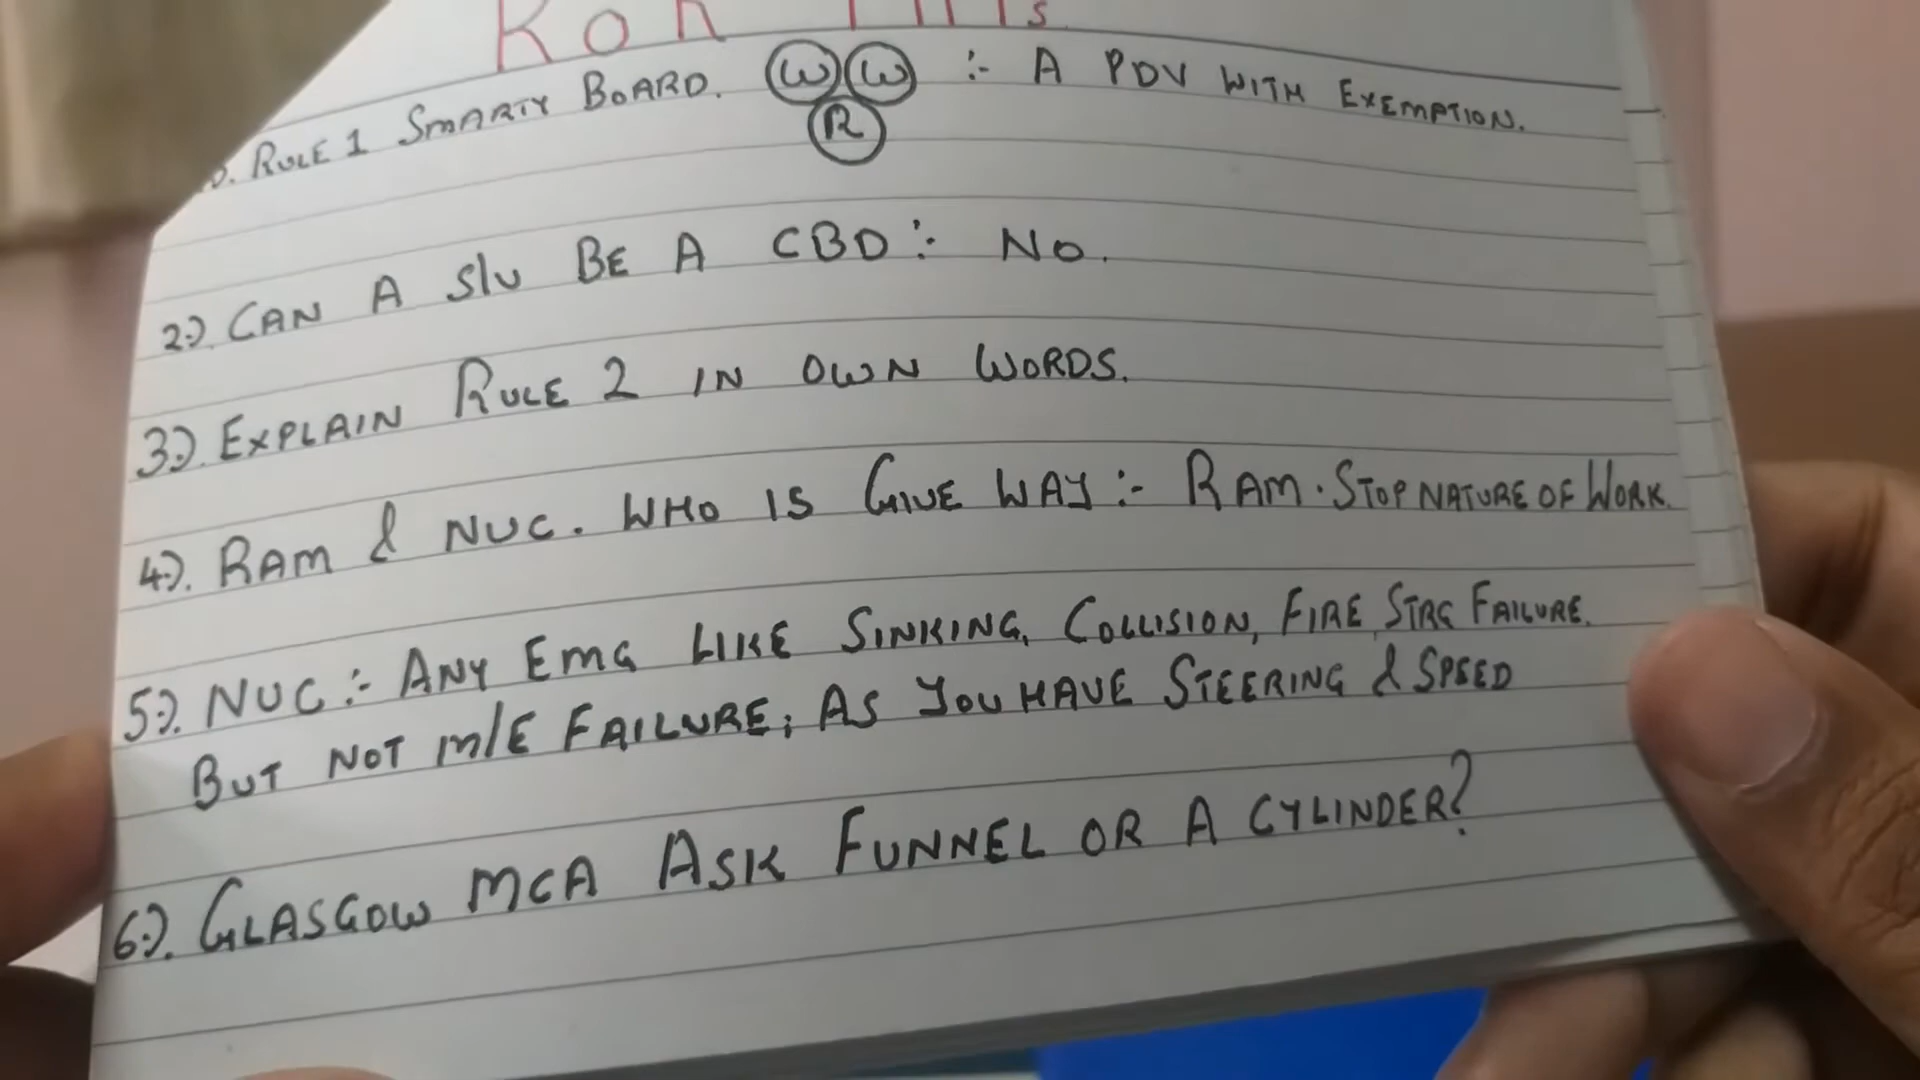 1). RULE 1 SMARTY BOARD. W W R :- A PDV WITH EXEMPTION.
2). CAN A S/V BE A CBD :- NO.
3). EXPLAIN RULE 2 IN OWN WORDS.
4). RAM & NUC. WHO IS GIVE WAY :- RAM. STOP NATURE OF WORK.
5). NUC :- ANY EMG LIKE SINKING, COLLISION, FIRE, STRG FAILURE.
BUT NOT M/E FAILURE; AS YOU HAVE STEERING & SPEED
6). GLASGOW MCA ASK FUNNEL OR A CYLINDER?